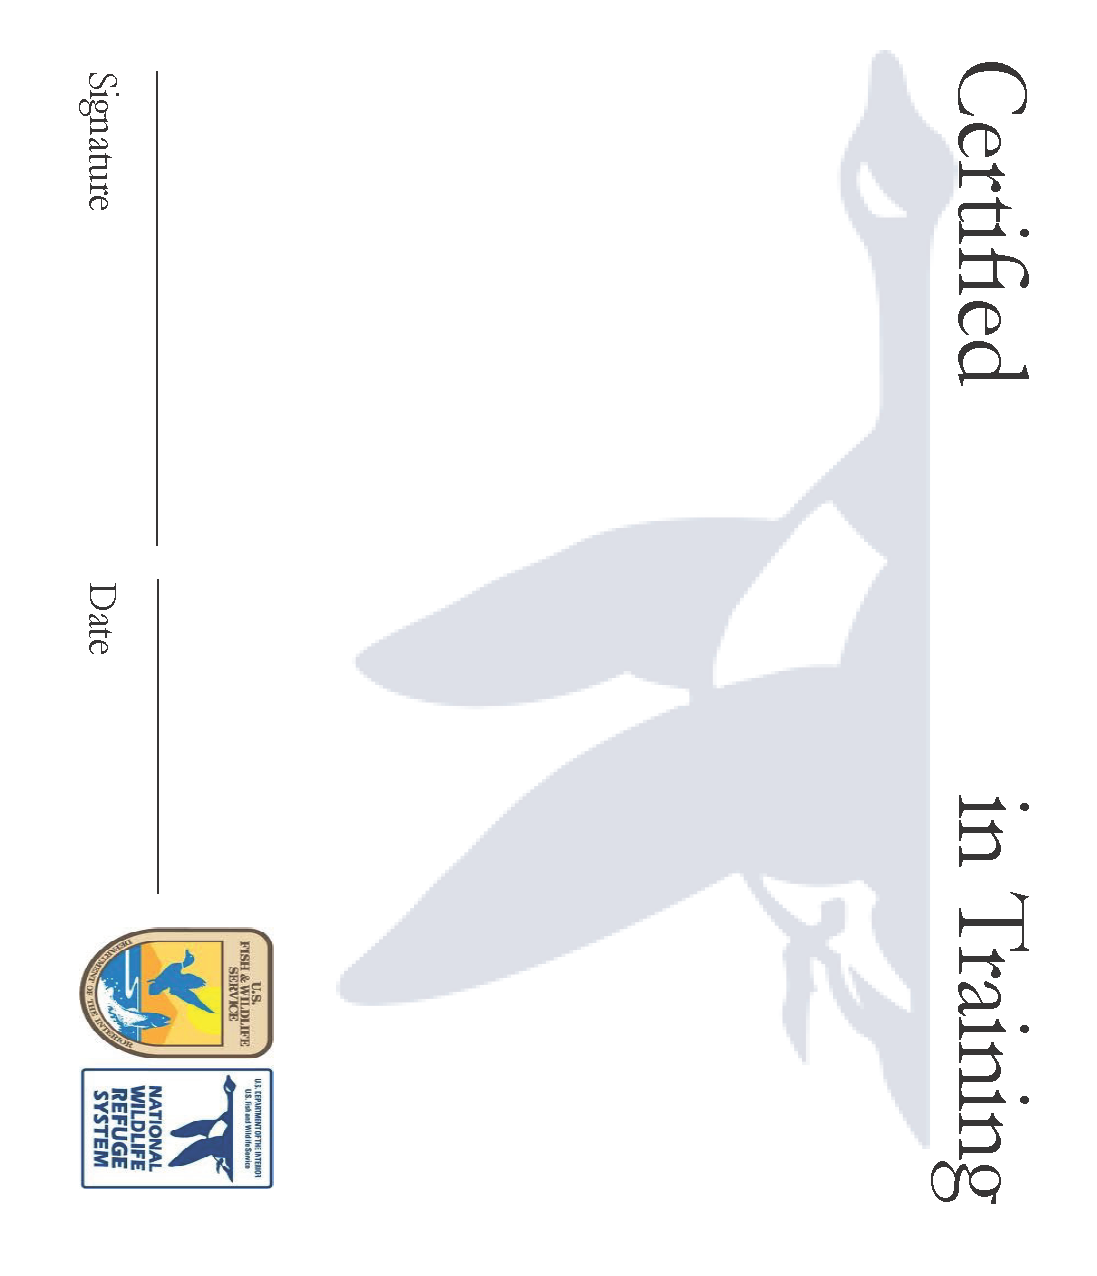 Certified in Training
Signature
Date
U.S.
FISH & WILDLIFE
SERVICE
DEPARTMENT OF THE INTERIOR
U.S. DEPARTMENT OF THE INTERIOR
U.S. Fish and Wildlife Service
NATIONAL
WILDLIFE
REFUGE
SYSTEM